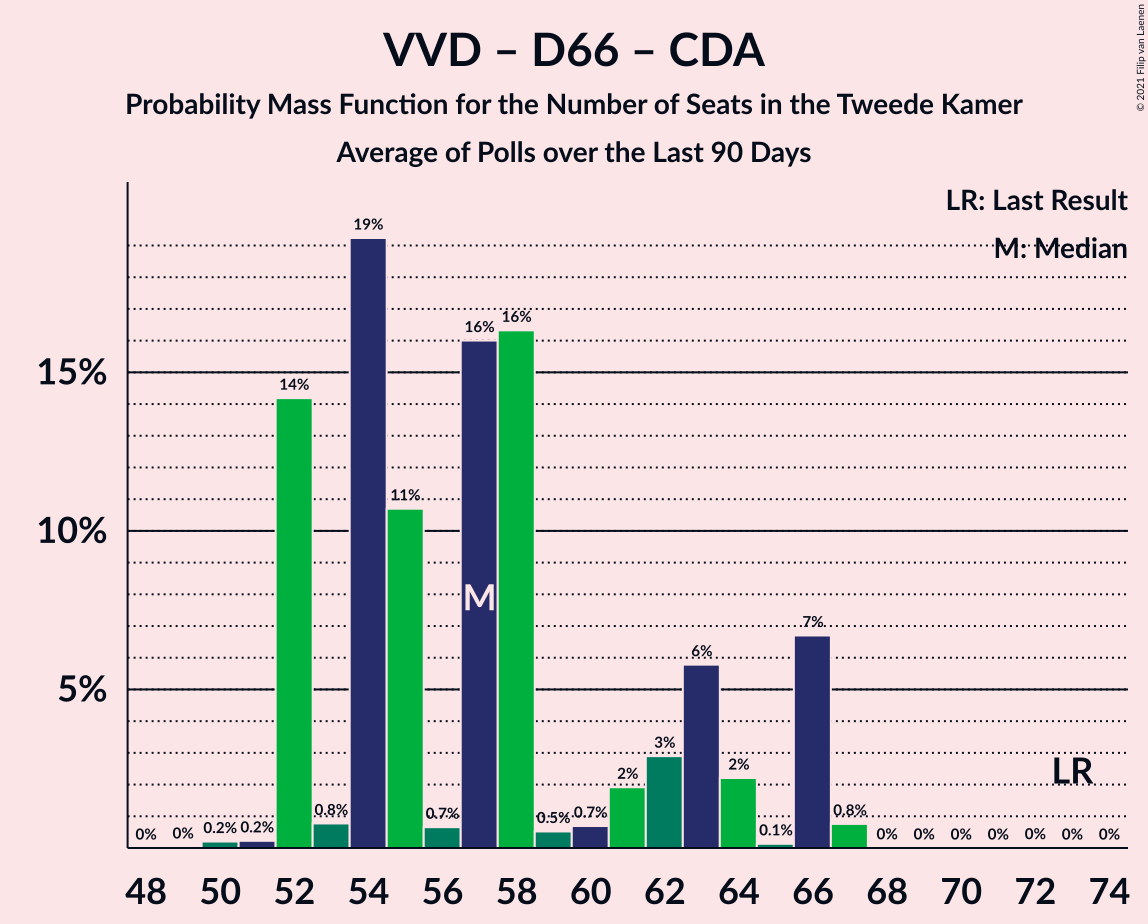 VVD – D66 – CDA
Probability Mass Function for the Number of Seats in the Tweede Kamer
Average of Polls over the Last 90 Days
© 2021 Filip van Laenen
LR: Last Result
M: Median
15%
10%
5%
0% 0% 0.2% 0.2% 14% 0.8% 19% 11% 0.7% 16% 16% 0.5% 0.7% 2% 3% 6% 2% 0.1% 7% 0.8% 0% 0% 0% 0% 0% 0% 0%
M
LR
48 50 52 54 56 58 60 62 64 66 68 70 72 74